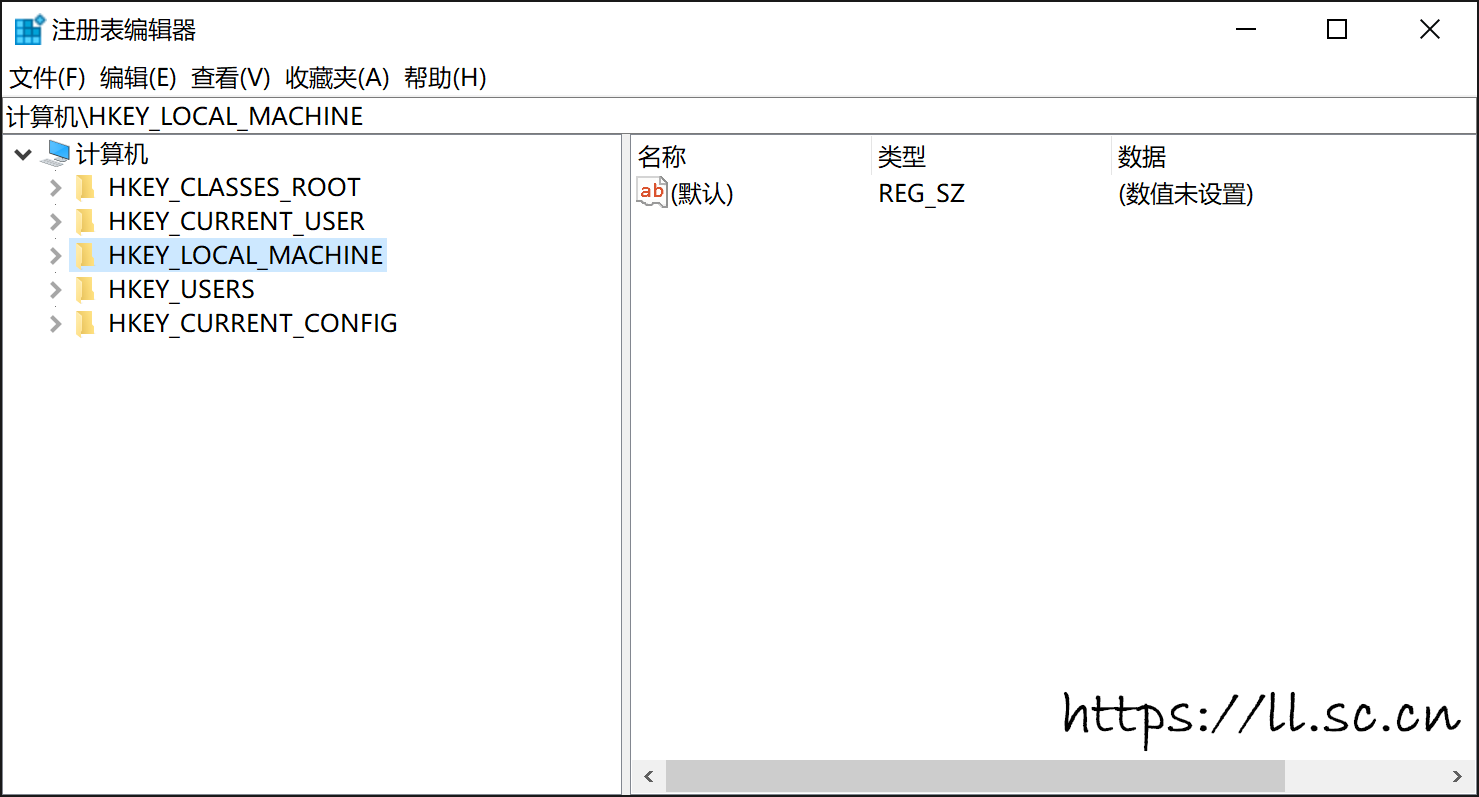 注册表编辑器
文件(F) 编辑(E) 查看(V) 收藏夹(A) 帮助(H)
计算机\HKEY_LOCAL_MACHINE
计算机
HKEY_CLASSES_ROOT
HKEY_CURRENT_USER
HKEY_LOCAL_MACHINE
HKEY_USERS
HKEY_CURRENT_CONFIG
名称 类型 数据
ab (默认) REG_SZ (数值未设置)
https://ll.sc.cn